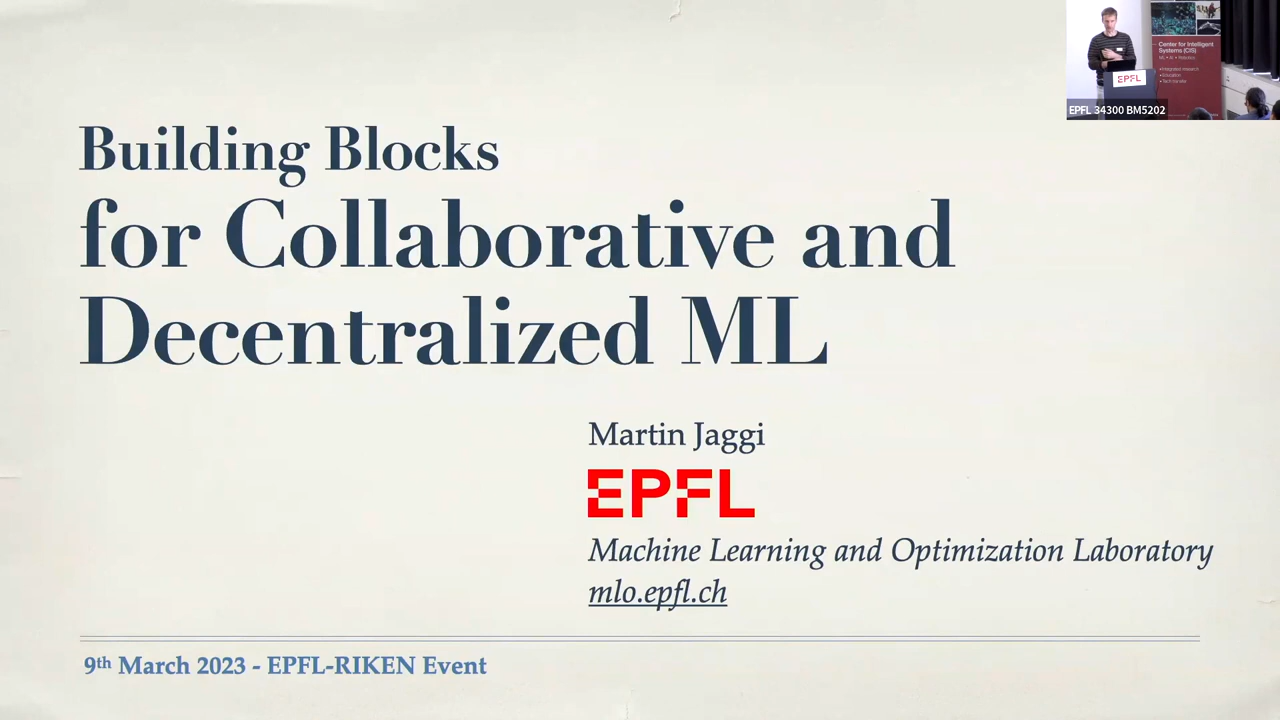 Building Blocks
for Collaborative and
Decentralized ML
Martin Jaggi
EPFL
Machine Learning and Optimization Laboratory
mlo.epfl.ch
9th March 2023 - EPFL-RIKEN Event
Center for Intelligent
Systems (CIS)
EPFL
EPFL 34300 BM5202